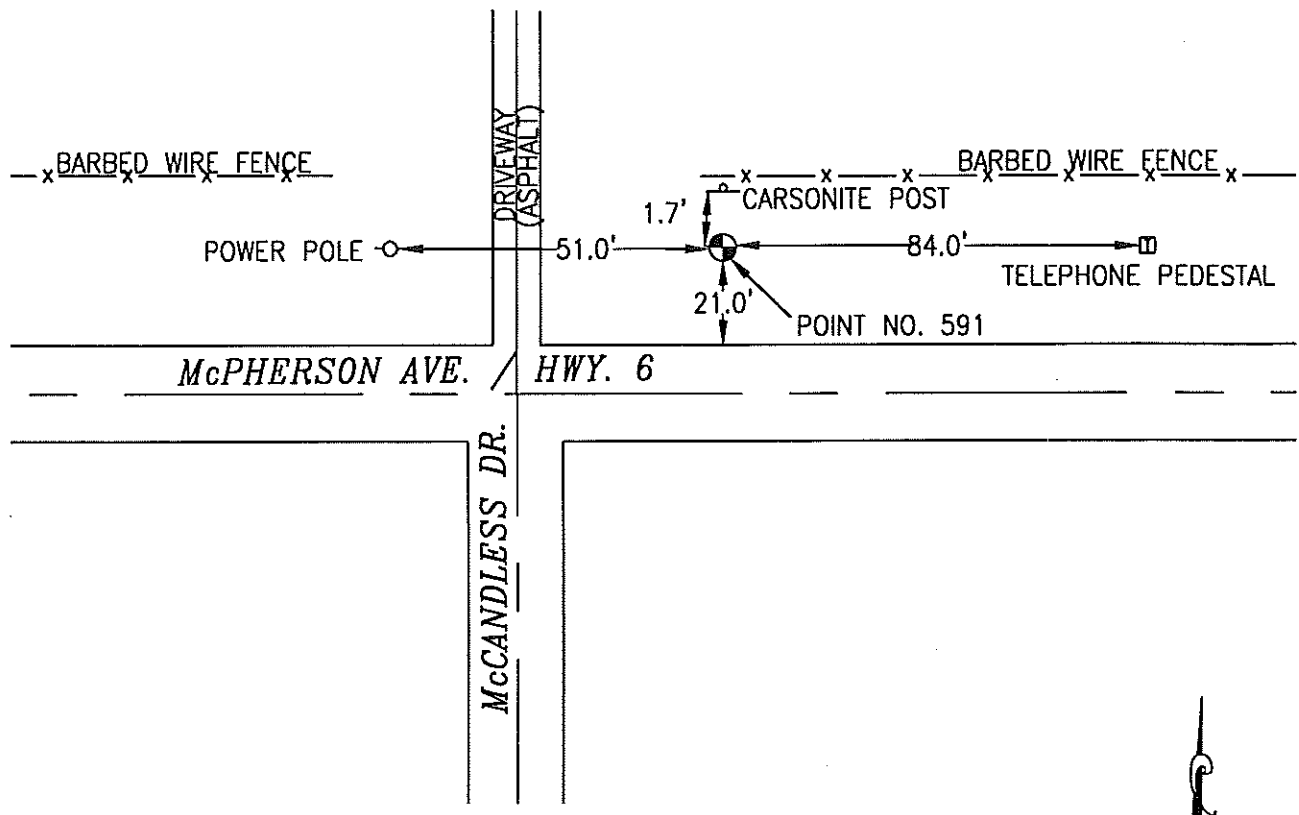 DRIVEWAY
(ASPHALT)
BARBED WIRE FENCE
BARBED WIRE FENCE
CARSONITE POST
1.7'
POWER POLE
51.0'
84.0'
TELEPHONE PEDESTAL
21.0'
POINT NO. 591
McPHERSON AVE. / HWY. 6
McCANDLESS DR.
T